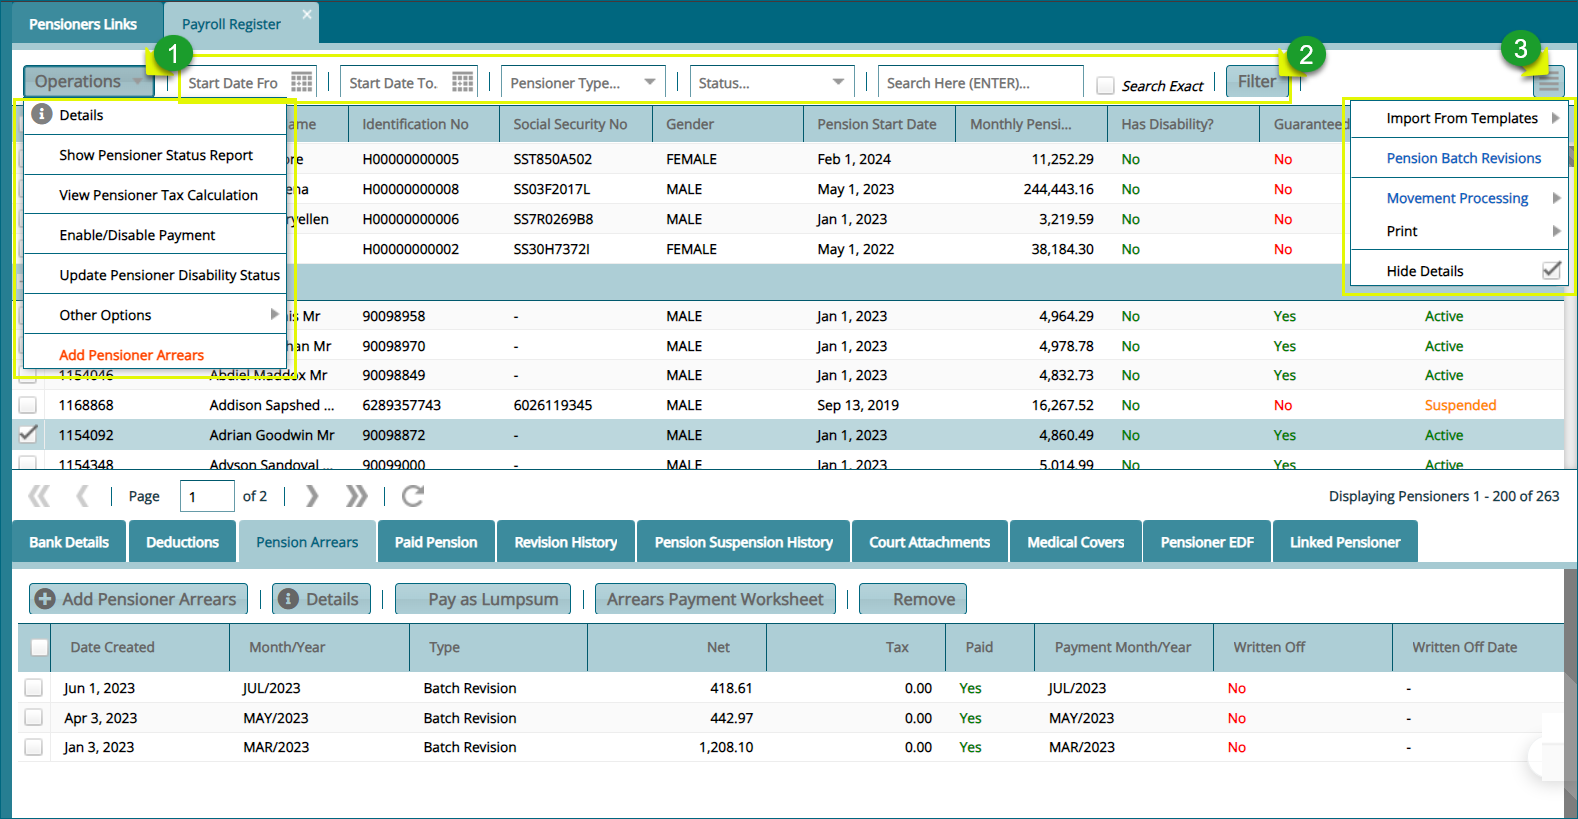 Pensioners Links
Payroll Register
1
2
3
Operations
Start Date Fro
Start Date To.
Pensioner Type...
Status...
Search Here (ENTER)...
Search Exact
Filter
Details
Show Pensioner Status Report
View Pensioner Tax Calculation
Enable/Disable Payment
Update Pensioner Disability Status
Other Options
Add Pensioner Arrears
Import From Templates
Pension Batch Revisions
Movement Processing
Print
Hide Details
ame Identification No Social Security No Gender Pension Start Date Monthly Pensi... Has Disability? Guaranteed
ore H00000000005 SST850A502 FEMALE Feb 1, 2024 11,252.29 No No
ena H00000000008 SS03F2017L MALE May 1, 2023 244,443.16 No No
ryellen H00000000006 SS7R0269B8 MALE Jan 1, 2023 3,219.59 No No
H00000000002 SS30H7372I FEMALE May 1, 2022 38,184.30 No No
is Mr 90098958 - MALE Jan 1, 2023 4,964.29 No Yes Active
han Mr 90098970 - MALE Jan 1, 2023 4,978.78 No Yes Active
1154046 Abdiel Maddox Mr 90098849 - MALE Jan 1, 2023 4,832.73 No Yes Active
1168868 Addison Sapshed ... 6289357743 6026119345 MALE Sep 13, 2019 16,267.52 No No Suspended
1154092 Adrian Goodwin Mr 90098872 - MALE Jan 1, 2023 4,860.49 No Yes Active
1154348 Adyson Sandoval ... 90099000 - MALE Jan 1, 2023 5,014.99 No Yes Active
Page 1 of 2
Displaying Pensioners 1 - 200 of 263
Bank Details
Deductions
Pension Arrears
Paid Pension
Revision History
Pension Suspension History
Court Attachments
Medical Covers
Pensioner EDF
Linked Pensioner
Add Pensioner Arrears
Details
Pay as Lumpsum
Arrears Payment Worksheet
Remove
Date Created Month/Year Type Net Tax Paid Payment Month/Year Written Off Written Off Date
Jun 1, 2023 JUL/2023 Batch Revision 418.61 0.00 Yes JUL/2023 No -
Apr 3, 2023 MAY/2023 Batch Revision 442.97 0.00 Yes MAY/2023 No -
Jan 3, 2023 MAR/2023 Batch Revision 1,208.10 0.00 Yes MAR/2023 No -